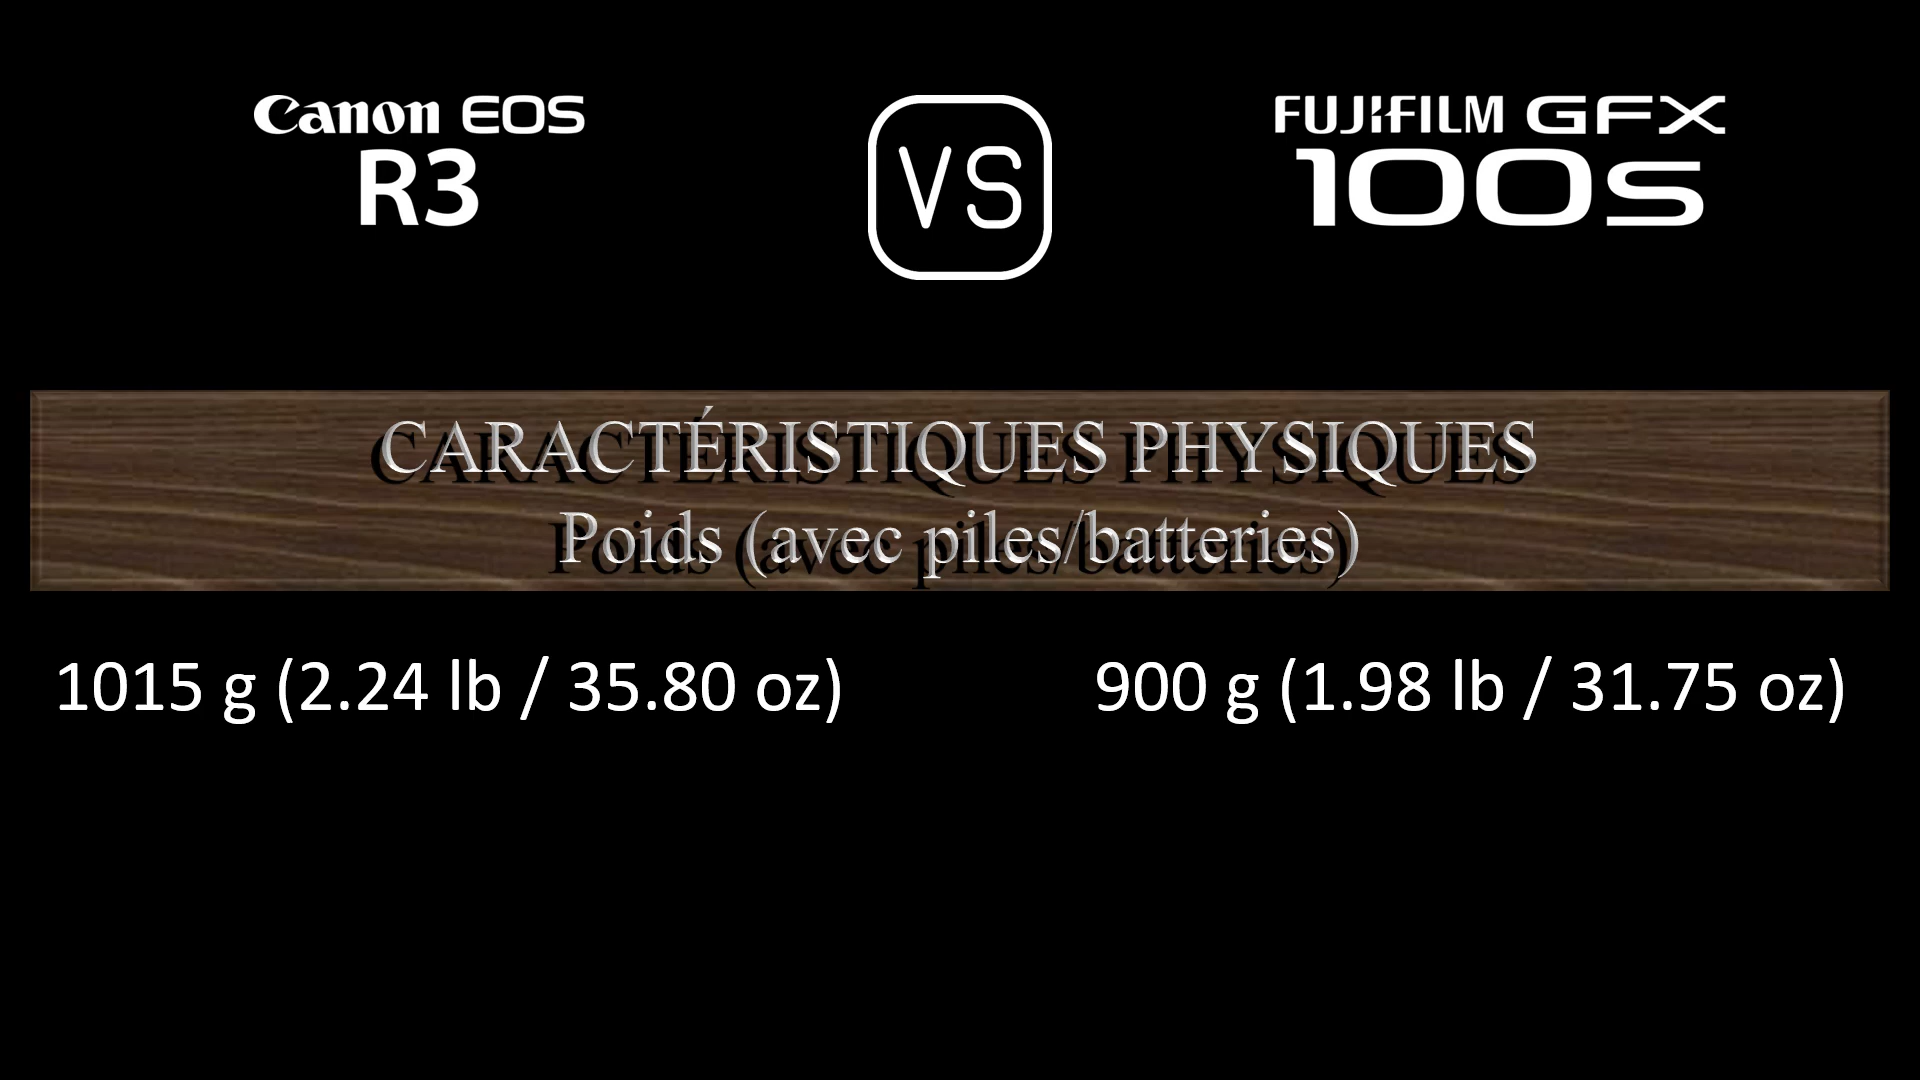 Canon EOS
R3
VS
FUJIFILM GFX
100S
CARACTÉRISTIQUES PHYSIQUES
Poids (avec piles/batteries)
1015 g (2.24 lb / 35.80 oz)
900 g (1.98 lb / 31.75 oz)